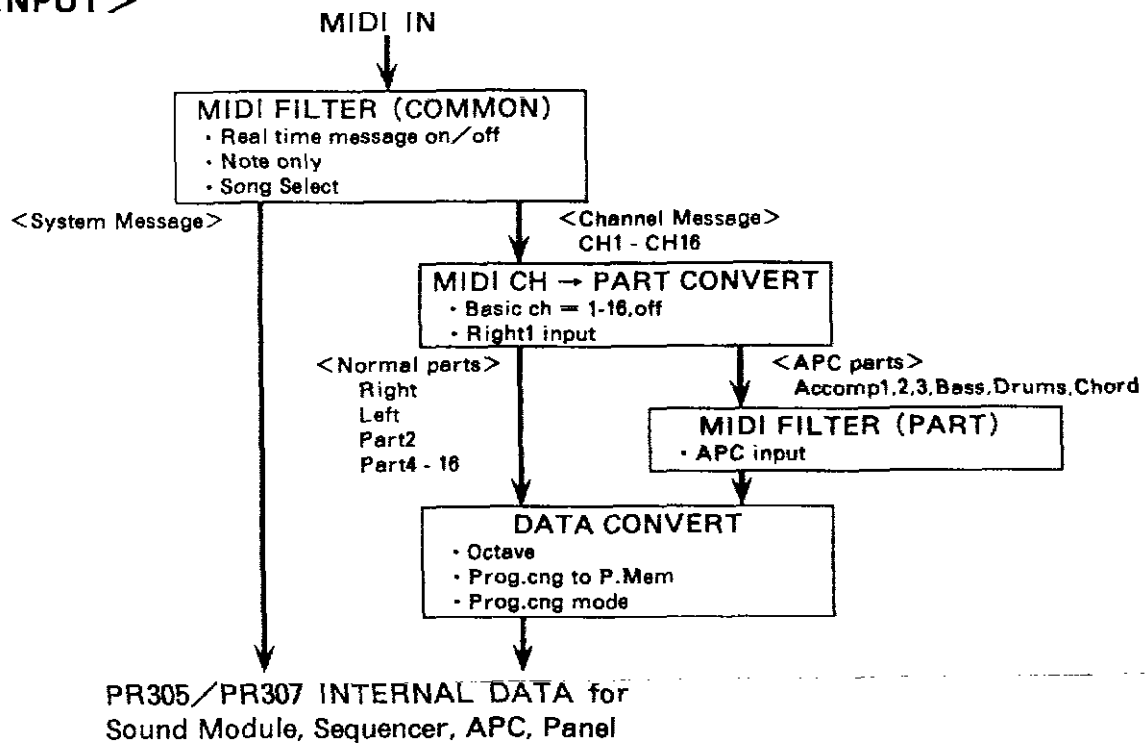 NPUT>
MIDI IN
MIDI FILTER (COMMON)
・Real time message on/off
・Note only
・Song Select
<System Message>
<Channel Message>
CH1 - CH16
MIDI CH → PART CONVERT
・Basic ch = 1-16,off
・Right1 input
<Normal parts>
Right
Left
Part2
Part4 - 16
<APC parts>
Accomp1,2,3,Bass,Drums,Chord
MIDI FILTER (PART)
・APC input
DATA CONVERT
・Octave
・Prog.cng to P.Mem
・Prog.cng mode
PR305/PR307 INTERNAL DATA for
Sound Module, Sequencer, APC, Panel